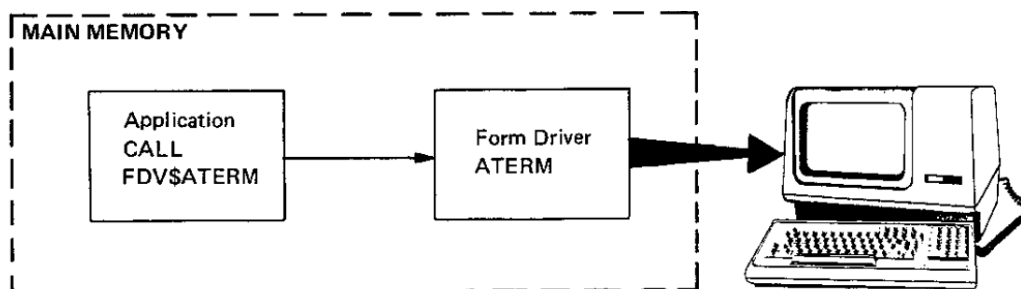 MAIN MEMORY
Application
CALL
FDV$ATERM
Form Driver
ATERM